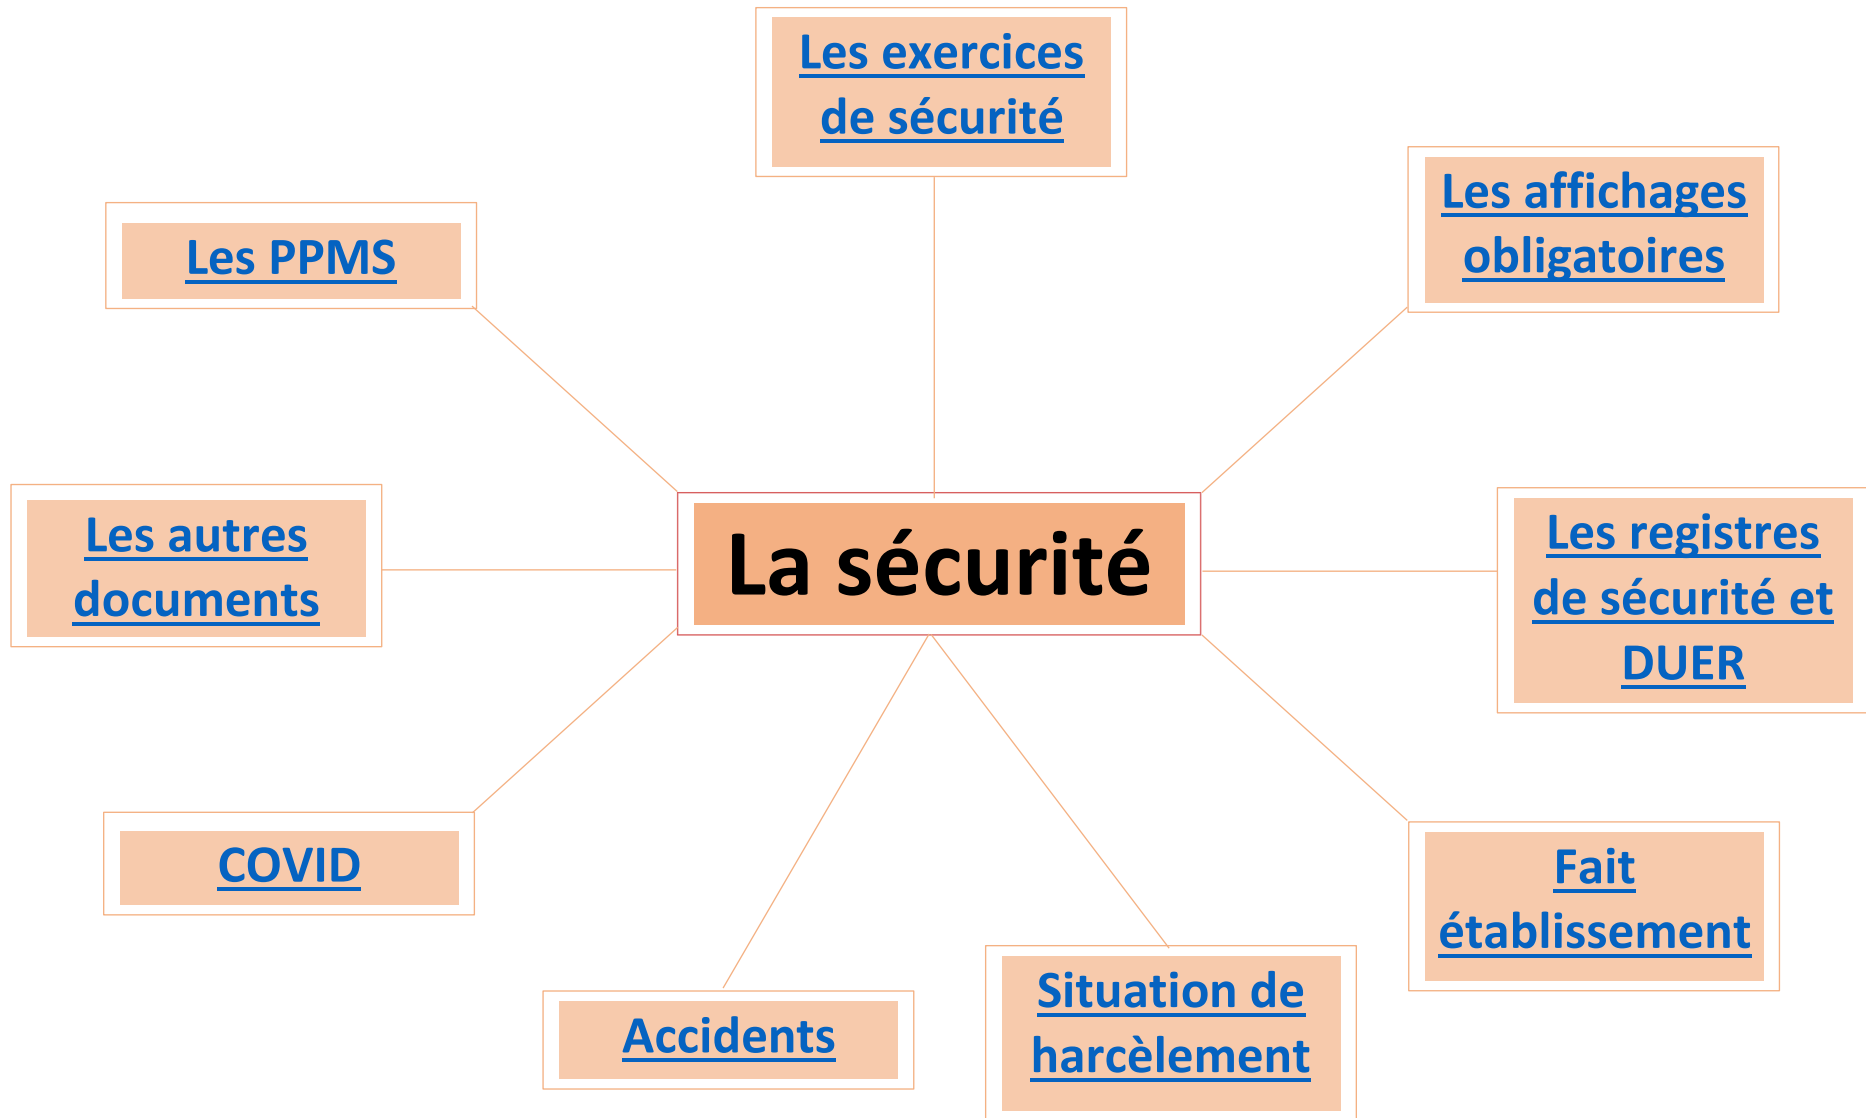 Les exercices
de sécurité
Les affichages
obligatoires
Les PPMS
Les autres
documents
La sécurité
Les registres
de sécurité et
DUER
COVID
Fait
établissement
Accidents
Situation de
harcèlement